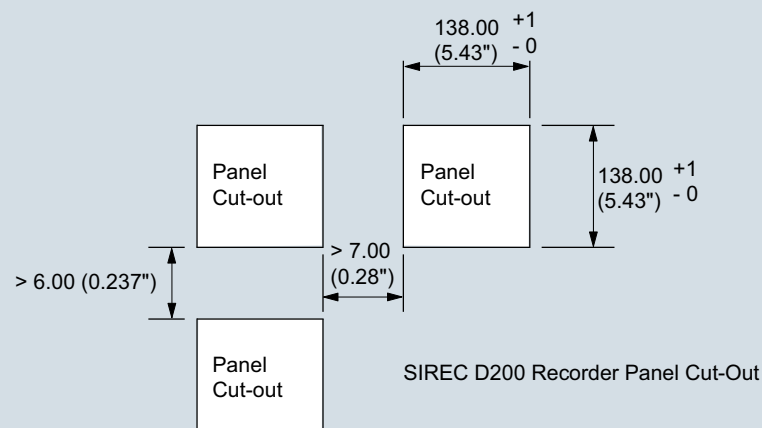 138.00 +1
(5.43") - 0
Panel
Cut-out
Panel
Cut-out
138.00 +1
(5.43") - 0
> 7.00
(0.28")
> 6.00 (0.237")
Panel
Cut-out
SIREC D200 Recorder Panel Cut-Out